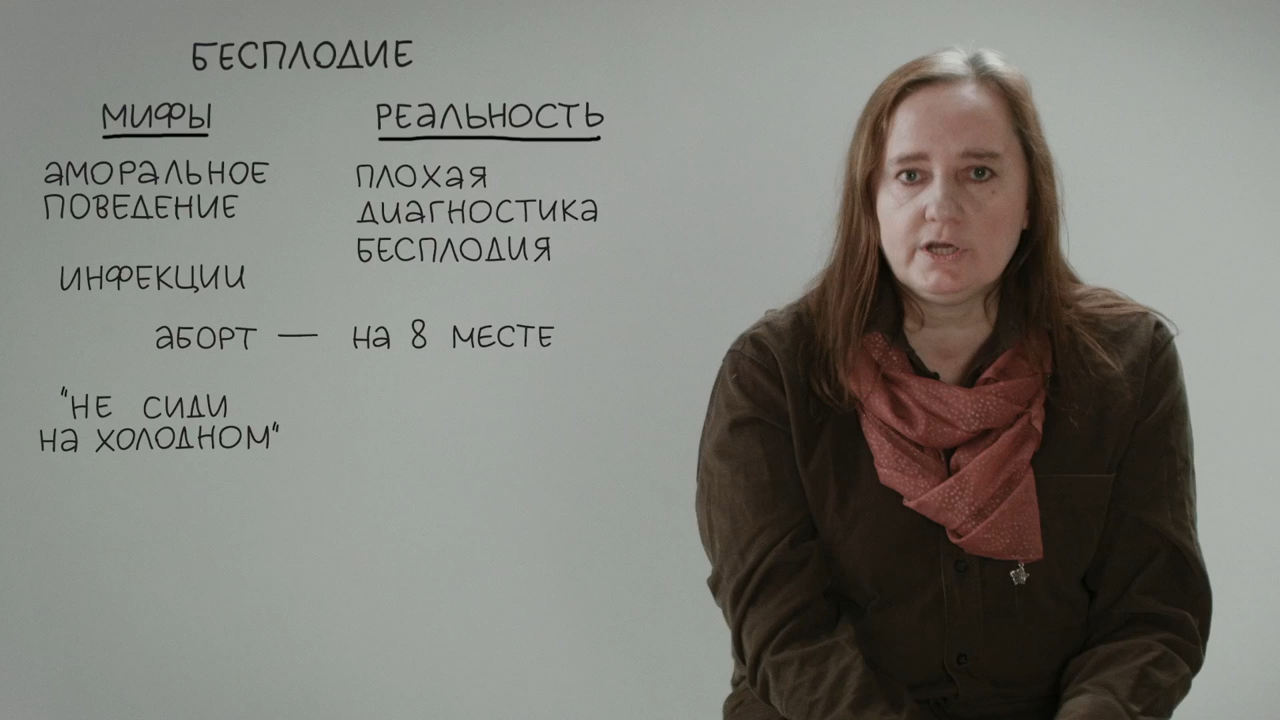 БЕСПЛОДИЕ
МИФЫ
РЕАЛЬНОСТЬ
АМОРАЛЬНОЕ
ПОВЕДЕНИЕ
ПЛОХАЯ
ДИАГНОСТИКА
БЕСПЛОДИЯ
ИНФЕКЦИИ
АБОРТ — НА 8 МЕСТЕ
"НЕ СИДИ
НА ХОЛОДНОМ"